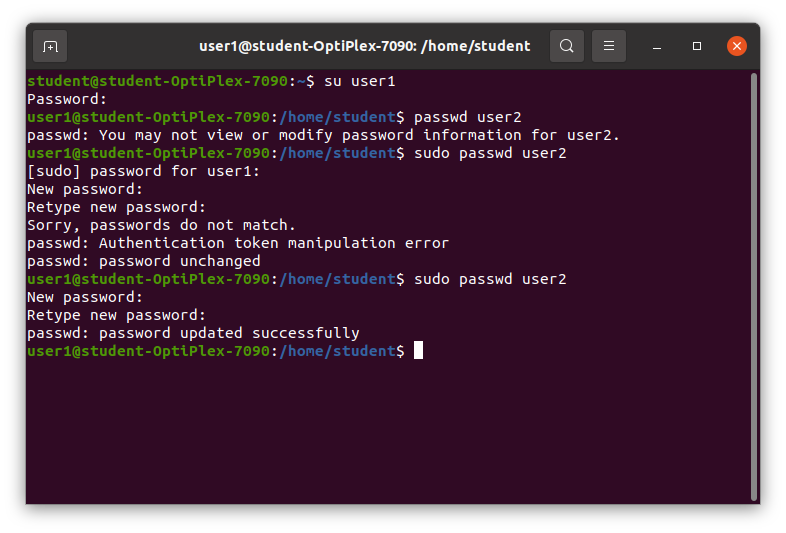 user1@student-OptiPlex-7090: /home/student
student@student-OptiPlex-7090:~$ su user1
Password:
user1@student-OptiPlex-7090:/home/student$ passwd user2
passwd: You may not view or modify password information for user2.
user1@student-OptiPlex-7090:/home/student$ sudo passwd user2
[sudo] password for user1:
New password:
Retype new password:
Sorry, passwords do not match.
passwd: Authentication token manipulation error
passwd: password unchanged
user1@student-OptiPlex-7090:/home/student$ sudo passwd user2
New password:
Retype new password:
passwd: password updated successfully
user1@student-OptiPlex-7090:/home/student$